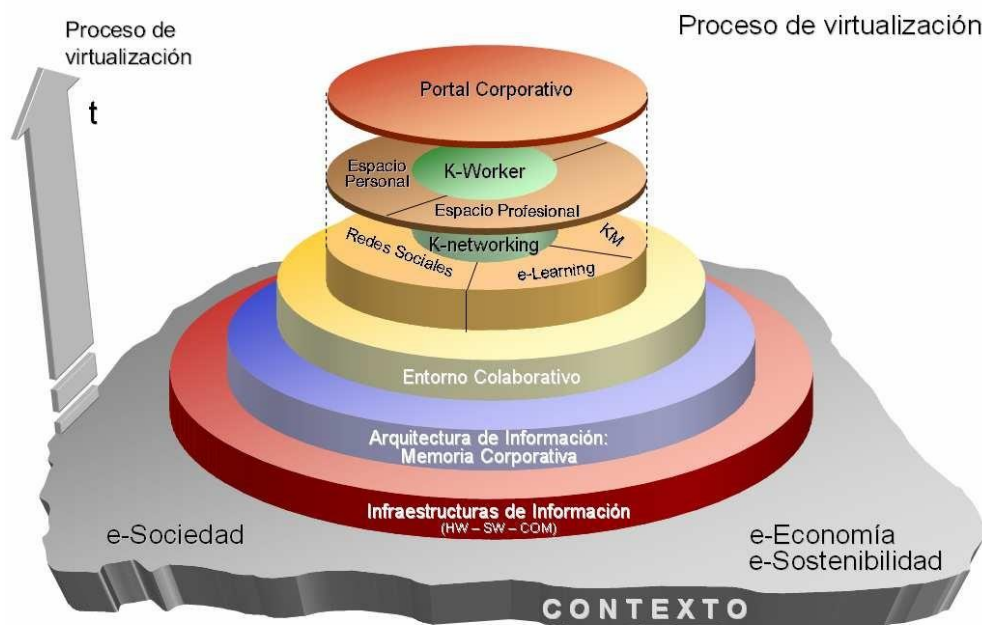 Proceso de
virtualización
Proceso de virtualización
t
Portal Corporativo
Espacio
Personal
K-Worker
Espacio Profesional
Redes Sociales
K-networking
KM
e-Learning
Entorno Colaborativo
Arquitectura de Información:
Memoria Corporativa
Infraestructuras de Información
(HW – SW – COM)
e-Sociedad
e-Economía
e-Sostenibilidad
CONTEXTO